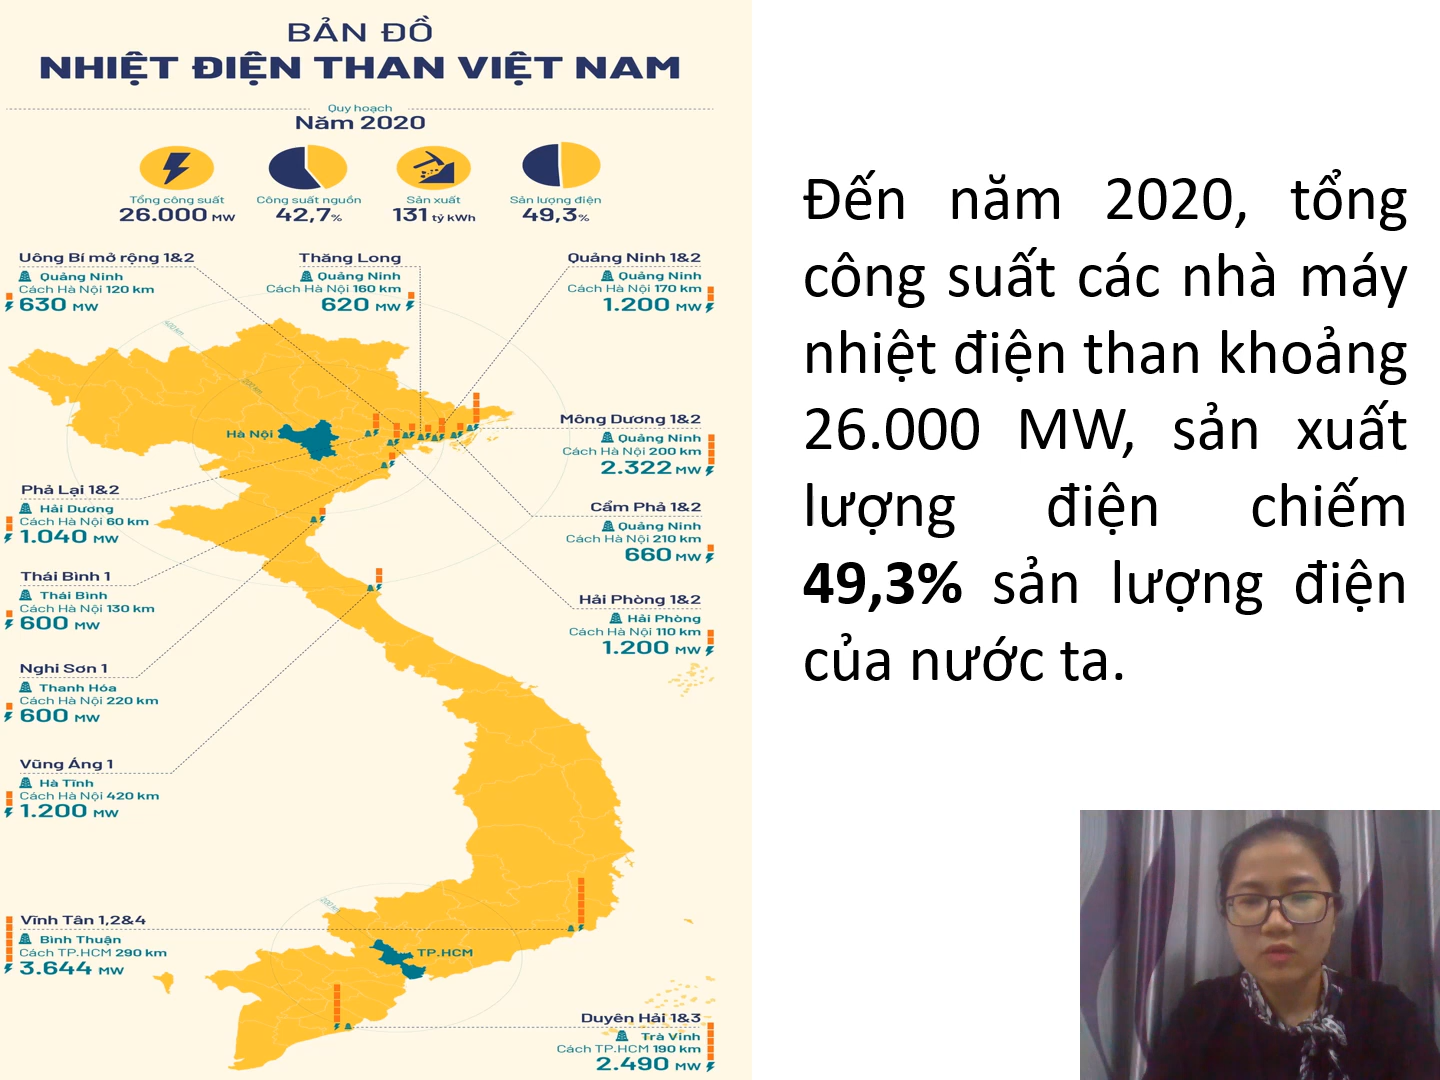 BẢN ĐỒ
NHIỆT ĐIỆN THAN VIỆT NAM
Quy hoạch
Năm 2020
Tổng công suất
26.000 MW
Công suất nguồn
42,7%
Sản xuất
131 tỷ kWh
Sản lượng điện
49,3%
Uông Bí mở rộng 1&2
Quảng Ninh
Cách Hà Nội 120 km
630 MW
Thăng Long
Quảng Ninh
Cách Hà Nội 160 km
620 MW
Quảng Ninh 1&2
Quảng Ninh
Cách Hà Nội 170 km
1.200 MW
400 km
200 km
Hà Nội
Mông Dương 1&2
Quảng Ninh
Cách Hà Nội 200 km
2.322 MW
Phả Lại 1&2
Hải Dương
Cách Hà Nội 60 km
1.040 MW
Cẩm Phả 1&2
Quảng Ninh
Cách Hà Nội 210 km
660 MW
Thái Bình 1
Thái Bình
Cách Hà Nội 130 km
600 MW
Hải Phòng 1&2
Hải Phòng
Cách Hà Nội 110 km
1.200 MW
Nghi Sơn 1
Thanh Hóa
Cách Hà Nội 220 km
600 MW
Vũng Áng 1
Hà Tĩnh
Cách Hà Nội 420 km
1.200 MW
Vĩnh Tân 1,2&4
Bình Thuận
Cách TP.HCM 290 km
3.644 MW
200 km
TP.HCM
Duyên Hải 1&3
Trà Vinh
Cách TP.HCM 190 km
2.490 MW
Đến năm 2020, tổng
công suất các nhà máy
nhiệt điện than khoảng
26.000 MW, sản xuất
lượng điện chiếm
49,3% sản lượng điện
của nước ta.